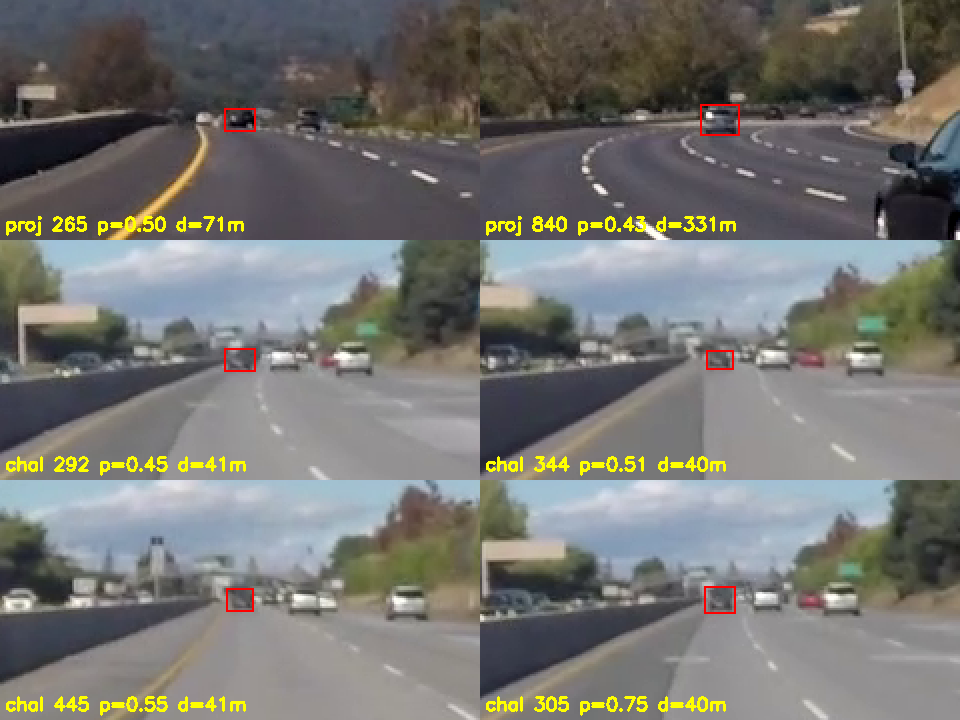 proj 265 p=0.50 d=71m
proj 840 p=0.43 d=331m
chal 292 p=0.45 d=41m
chal 344 p=0.51 d=40m
chal 445 p=0.55 d=41m
chal 305 p=0.75 d=40m